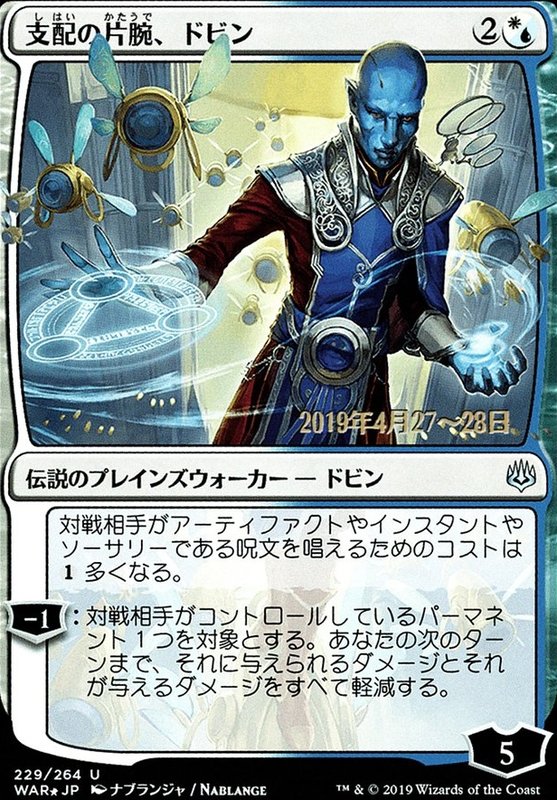 支配の片腕、ドビン 2
しはい かたうで
2019年4月27～28日
伝説のプレインズウォーカー — ドビン
対戦相手がアーティファクトやインスタントや
ソーサリーである呪文を唱えるためのコストは
1 多くなる。
-1：対戦相手がコントロールしているパーマネ
ント１つを対象とする。あなたの次のター
ンまで、それに与えられるダメージとそれ
が与えるダメージをすべて軽減する。
5
229/264 U
WAR★JP ナブランジャ / NABLANGE
™ & © 2019 Wizards of the Coast